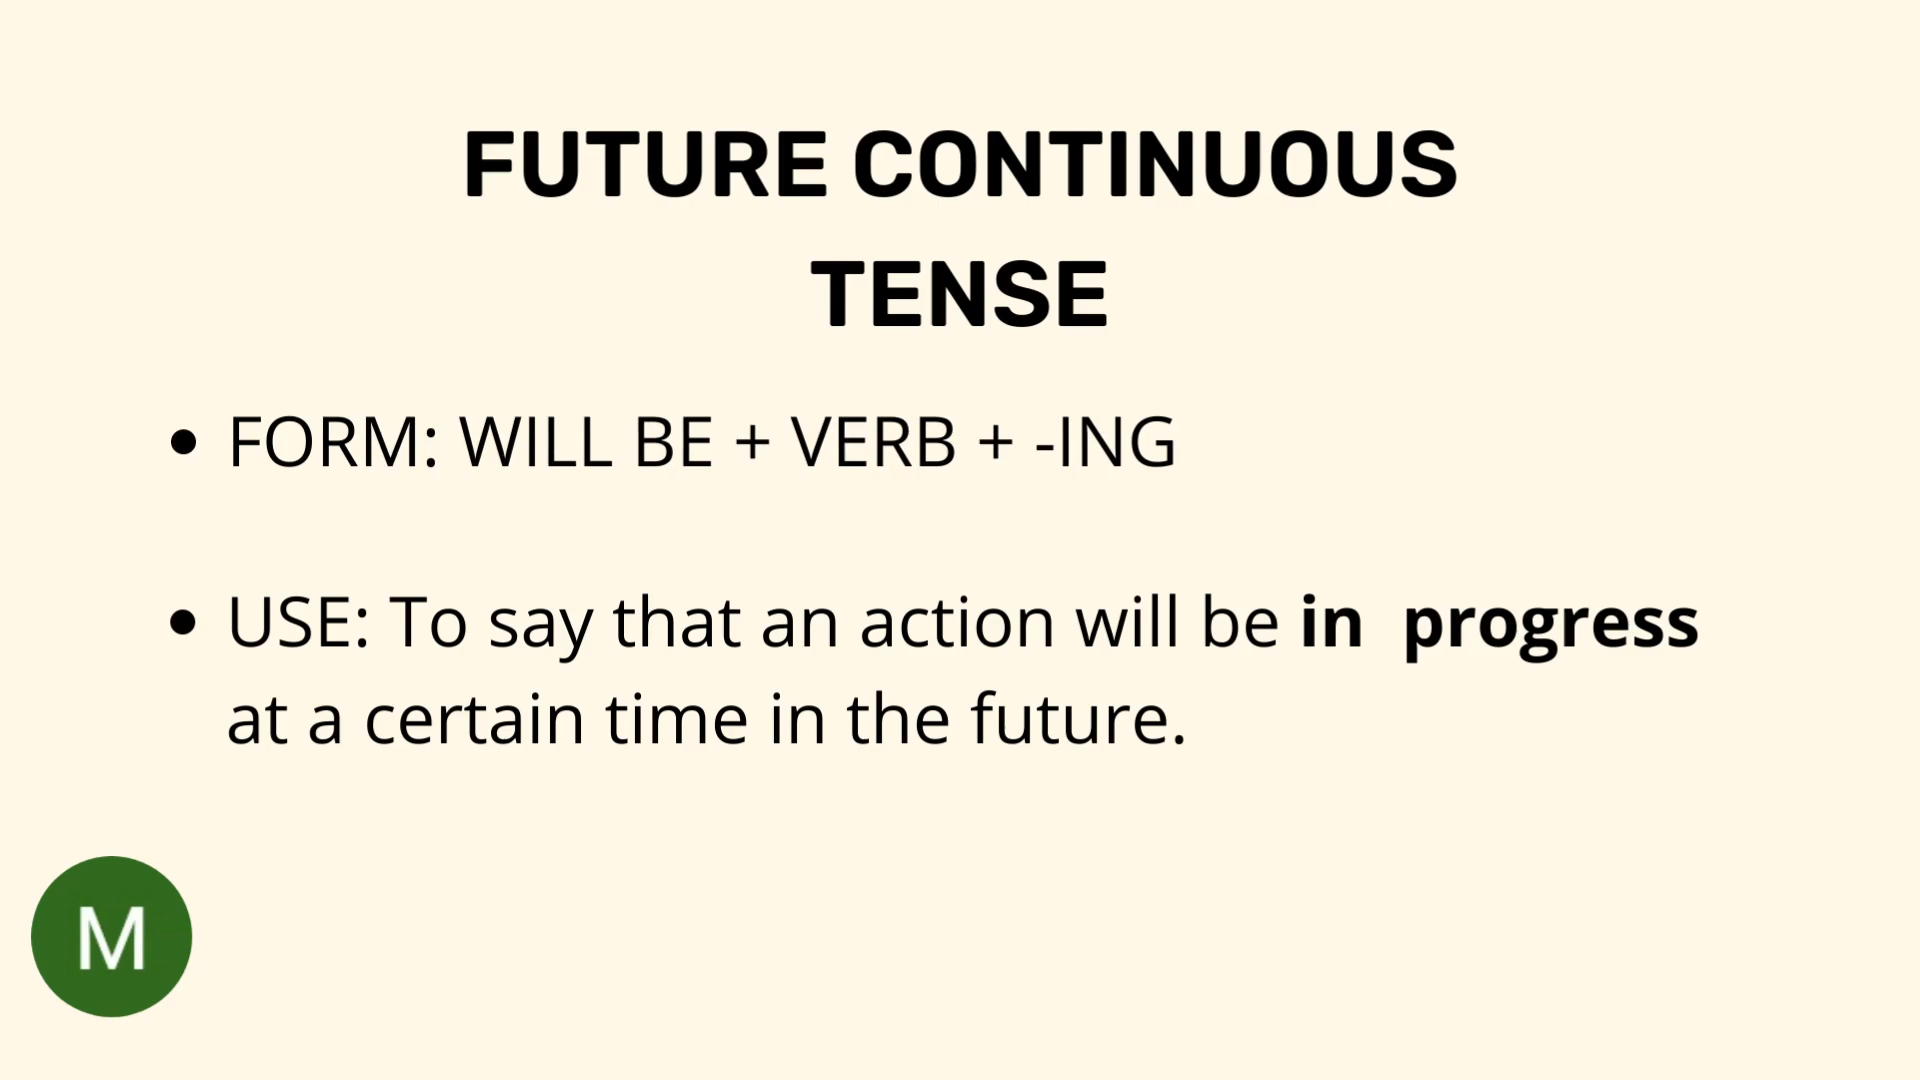 FUTURE CONTINUOUS
TENSE
• FORM: WILL BE + VERB + -ING
• USE: To say that an action will be in  progress
at a certain time in the future.
M